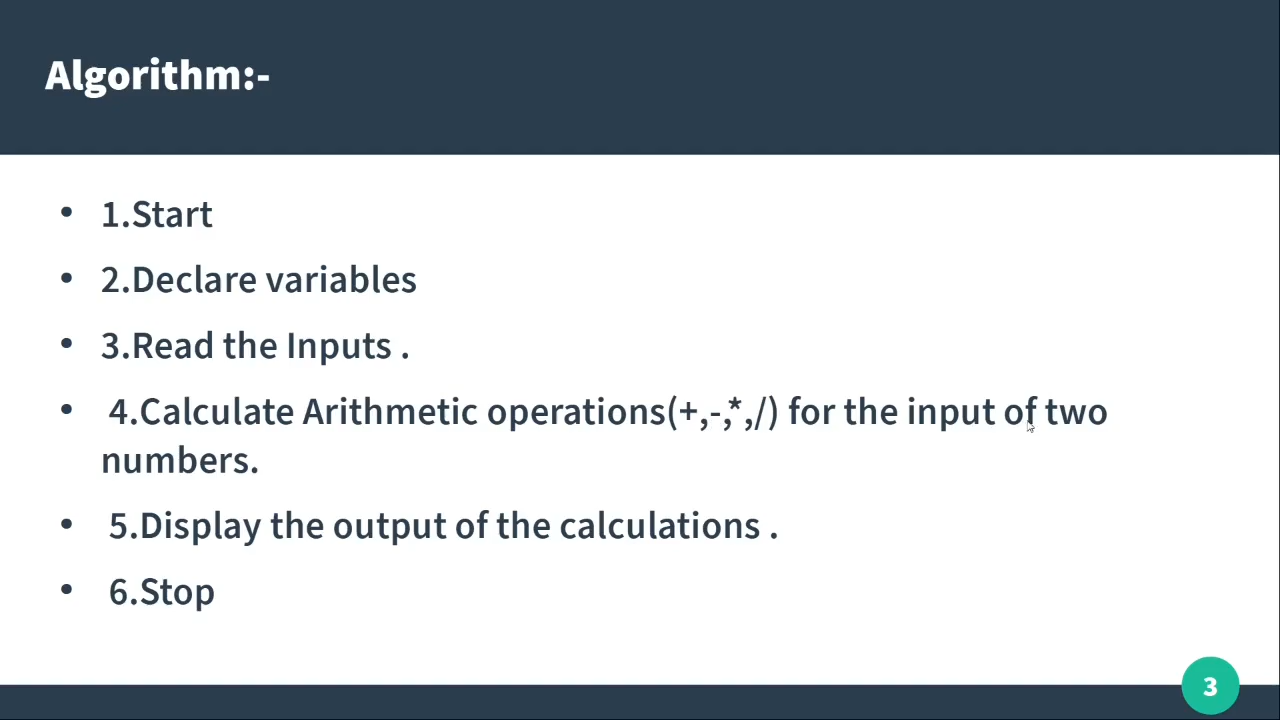 Algorithm:-
• 1.Start
• 2.Declare variables
• 3.Read the Inputs .
• 4.Calculate Arithmetic operations(+,-,*,/) for the input of two
numbers.
• 5.Display the output of the calculations .
• 6.Stop
3